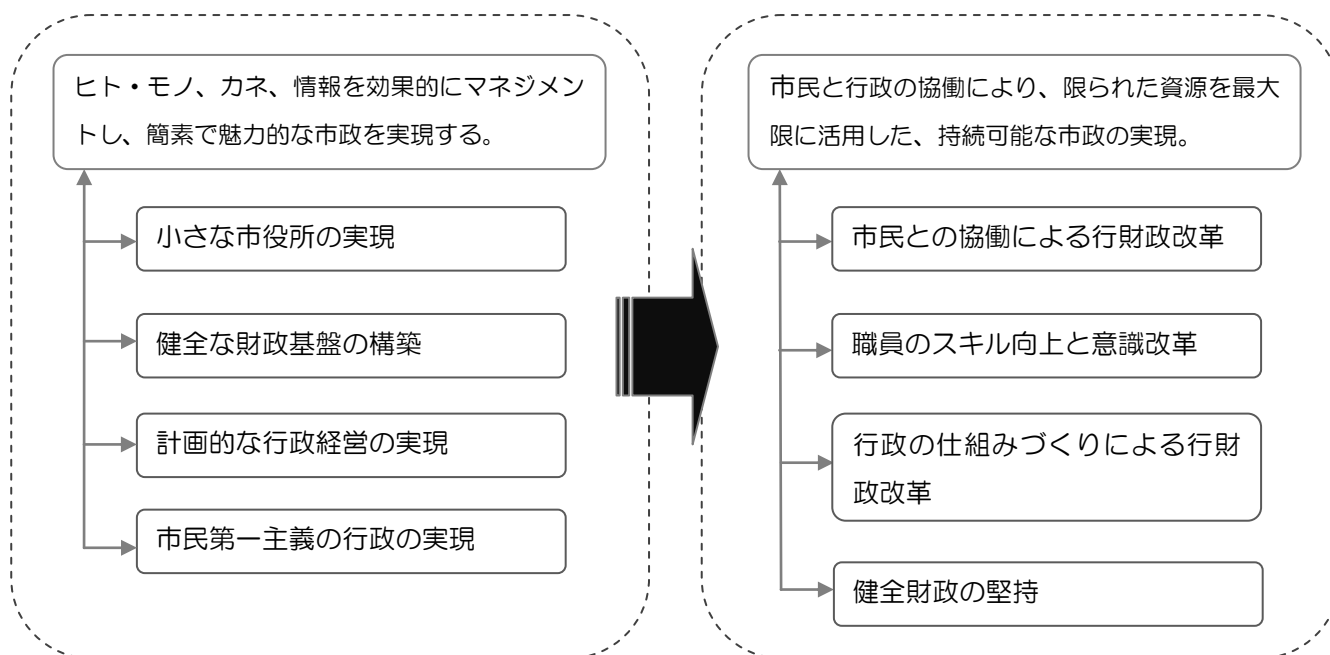 ヒト・モノ、カネ、情報を効果的にマネジメン
トし、簡素で魅力的な市政を実現する。
小さな市役所の実現
健全な財政基盤の構築
計画的な行政経営の実現
市民第一主義の行政の実現
市民と行政の協働により、限られた資源を最大
限に活用した、持続可能な市政の実現。
市民との協働による行財政改革
職員のスキル向上と意識改革
行政の仕組みづくりによる行財
政改革
健全財政の堅持